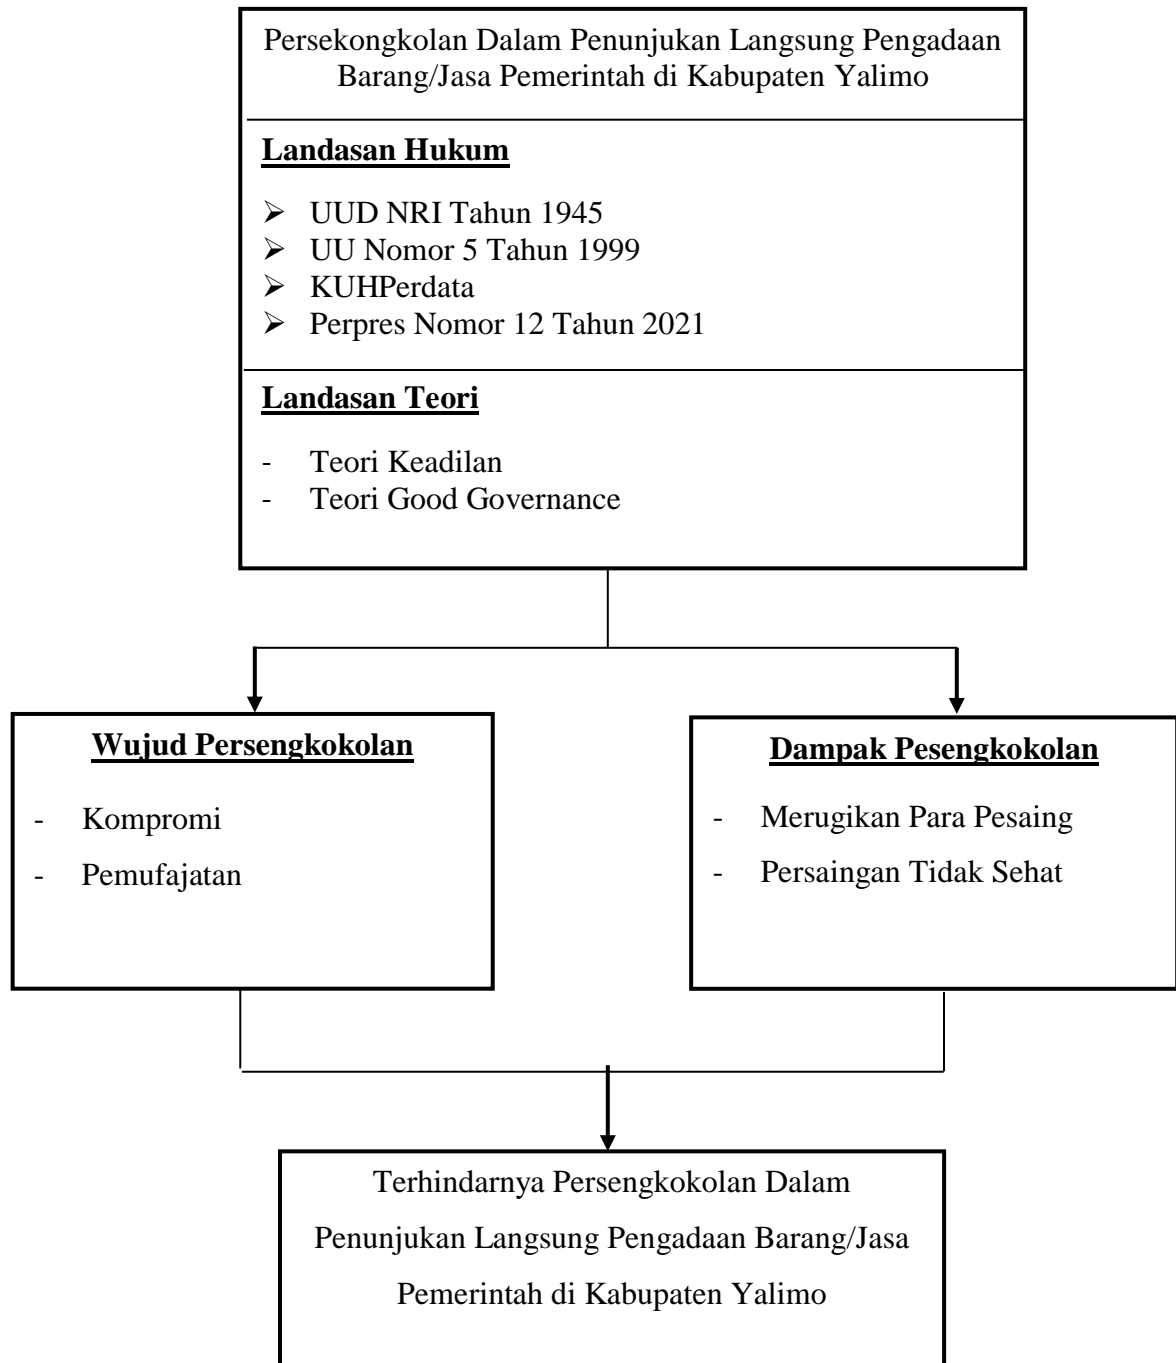 Persekongkolan Dalam Penunjukan Langsung Pengadaan
Barang/Jasa Pemerintah di Kabupaten Yalimo
Landasan Hukum
➢ UUD NRI Tahun 1945
➢ UU Nomor 5 Tahun 1999
➢ KUHPerdata
➢ Perpres Nomor 12 Tahun 2021
Landasan Teori
- Teori Keadilan
- Teori Good Governance
Wujud Persengkokolan
- Kompromi
- Pemufajatan
Dampak Pesengkokolan
- Merugikan Para Pesaing
- Persaingan Tidak Sehat
Terhindarnya Persengkokolan Dalam
Penunjukan Langsung Pengadaan Barang/Jasa
Pemerintah di Kabupaten Yalimo